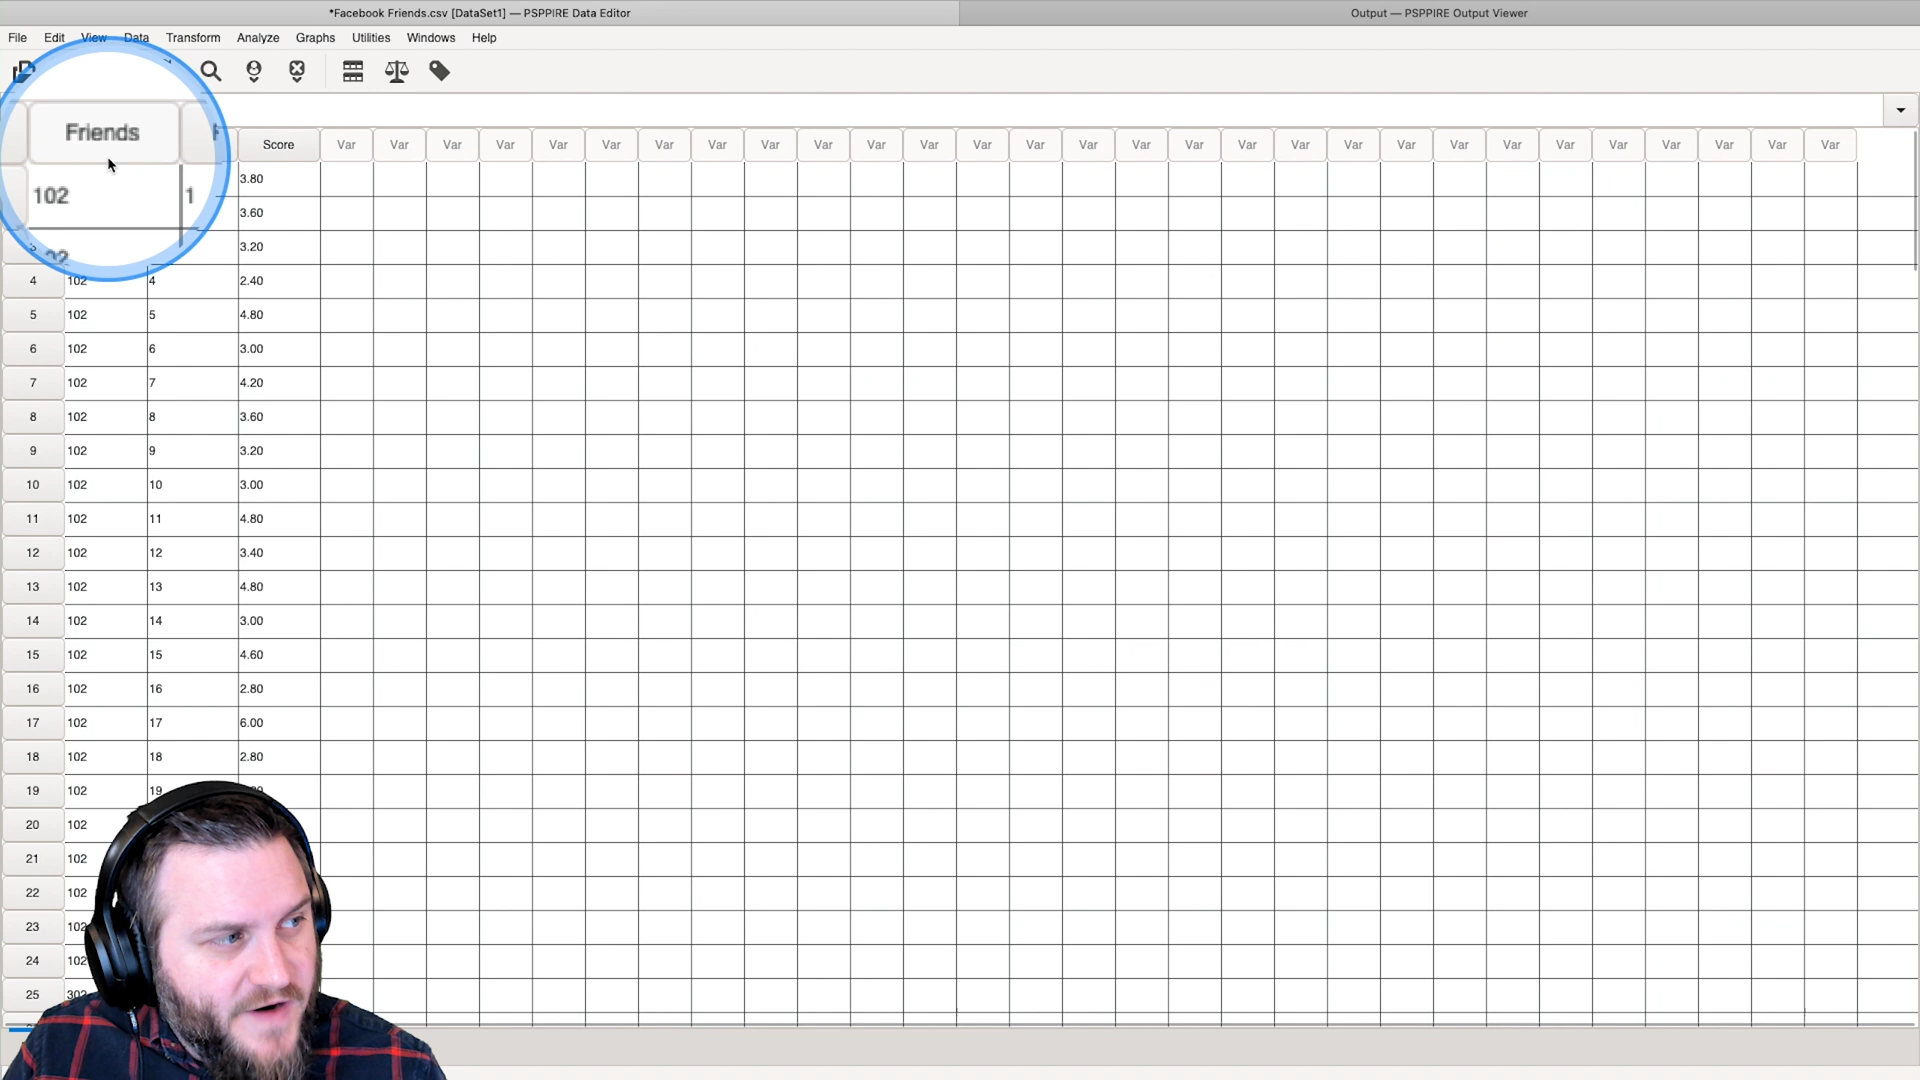 *Facebook Friends.csv [DataSet1] — PSPPIRE Data Editor Output — PSPPIRE Output Viewer
File Edit View Data Transform Analyze Graphs Utilities Windows Help
Friends Score Var Var Var Var Var Var Var Var Var Var Var Var Var Var Var Var Var Var Var Var Var Var Var Var Var Var Var Var Var
102 1 3.80
3.60
3.20
4 102 4 2.40
5 102 5 4.80
6 102 6 3.00
7 102 7 4.20
8 102 8 3.60
9 102 9 3.20
10 102 10 3.00
11 102 11 4.80
12 102 12 3.40
13 102 13 4.80
14 102 14 3.00
15 102 15 4.60
16 102 16 2.80
17 102 17 6.00
18 102 18 2.80
19 102 19
20 102
21 102
22 102
23 102
24 102
25 302